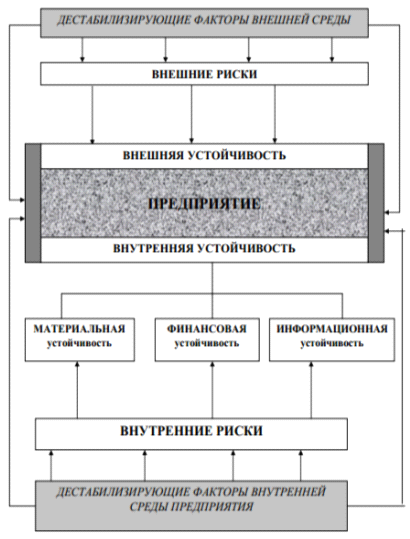 ДЕСТАБИЛИЗИРУЮЩИЕ ФАКТОРЫ ВНЕШНЕЙ СРЕДЫ
ВНЕШНИЕ РИСКИ
ВНЕШНЯЯ УСТОЙЧИВОСТЬ
ПРЕДПРИЯТИЕ
ВНУТРЕННЯЯ УСТОЙЧИВОСТЬ
МАТЕРИАЛЬНАЯ
устойчивость
ФИНАНСОВАЯ
устойчивость
ИНФОРМАЦИОННАЯ
устойчивость
ВНУТРЕННИЕ РИСКИ
ДЕСТАБИЛИЗИРУЮЩИЕ ФАКТОРЫ ВНУТРЕННЕЙ
СРЕДЫ ПРЕДПРИЯТИЯ